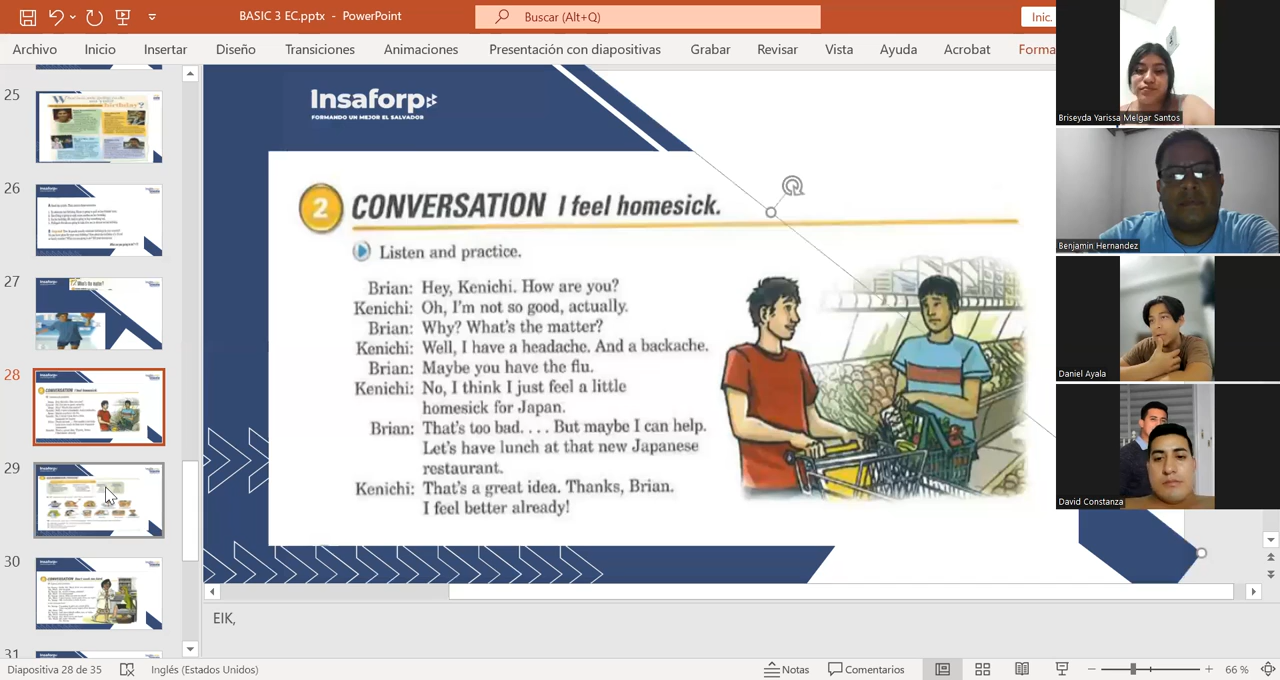 BASIC 3 EC.pptx - PowerPoint
Buscar (Alt+Q)
Inic.
Archivo Inicio Insertar Diseño Transiciones Animaciones Presentación con diapositivas Grabar Revisar Vista Ayuda Acrobat Forma
25
26
27
28
29
30
31
What's the matter?
Insaforp
FORMANDO UN MEJOR EL SALVADOR
2 CONVERSATION I feel homesick.
Listen and practice.
Brian: Hey, Kenichi. How are you?
Kenichi: Oh, I'm not so good, actually.
Brian: Why? What's the matter?
Kenichi: Well, I have a headache. And a backache.
Brian: Maybe you have the flu.
Kenichi: No, I think I just feel a little
homesick for Japan.
Brian: That's too bad. . . . But maybe I can help.
Let's have lunch at that new Japanese
restaurant.
Kenichi: That's a great idea. Thanks, Brian.
I feel better already!
Briseyda Yarissa Melgar Santos
Benjamin Hernandez
Daniel Ayala
David Constanza
EIK,
Diapositiva 28 de 35 Inglés (Estados Unidos) Notas Comentarios 66 %